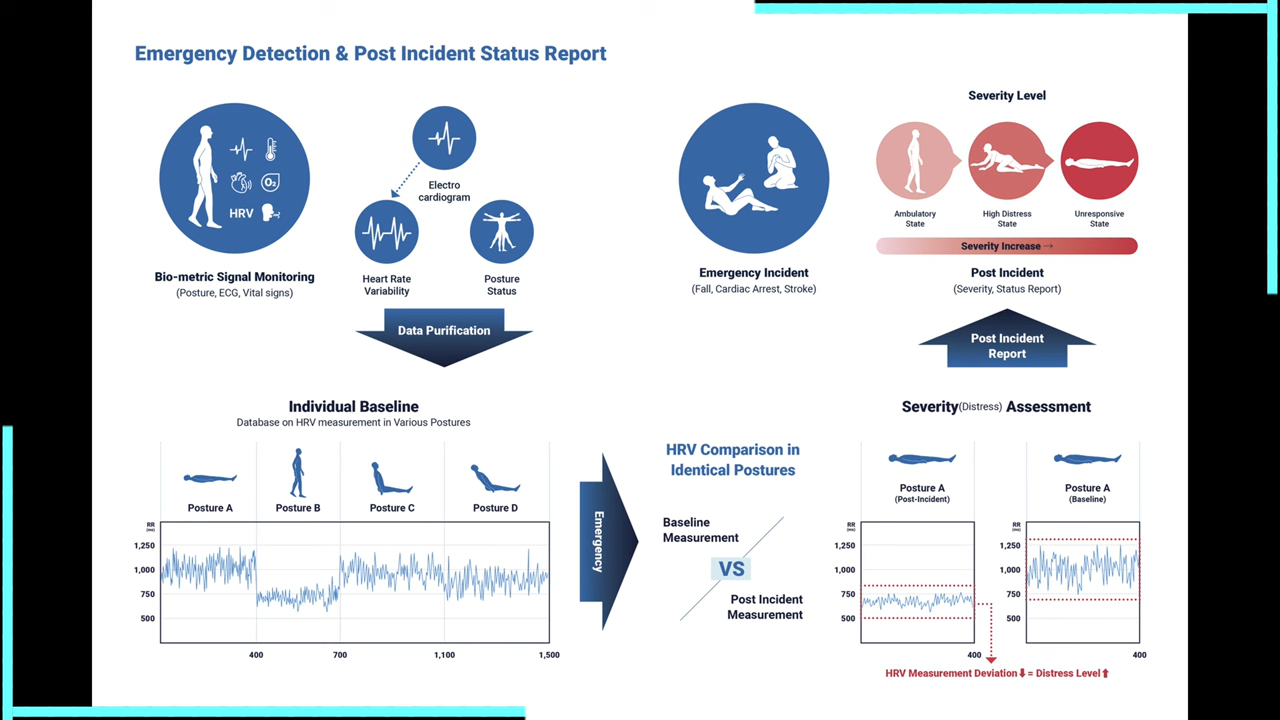 Emergency Detection & Post Incident Status Report
HRV
O₂
Bio-metric Signal Monitoring
(Posture, ECG, Vital signs)
Electro
cardiogram
Heart Rate
Variability
Posture
Status
Data Purification
Emergency Incident
(Fall, Cardiac Arrest, Stroke)
Severity Level
Ambulatory
State
High Distress
State
Unresponsive
State
Severity Increase →
Post Incident
(Severity, Status Report)
Post Incident
Report
Individual Baseline
Database on HRV measurement in Various Postures
Posture A
Posture B
Posture C
Posture D
RR
(ms)
1,250
1,000
750
500
400
700
1,100
1,500
Emergency
HRV Comparison in
Identical Postures
Baseline
Measurement
VS
Post Incident
Measurement
Severity(Distress) Assessment
Posture A
(Post-Incident)
RR
(ms)
1,250
1,000
750
500
400
Posture A
(Baseline)
RR
(ms)
1,250
1,000
750
500
400
HRV Measurement Deviation⬇= Distress Level⬆